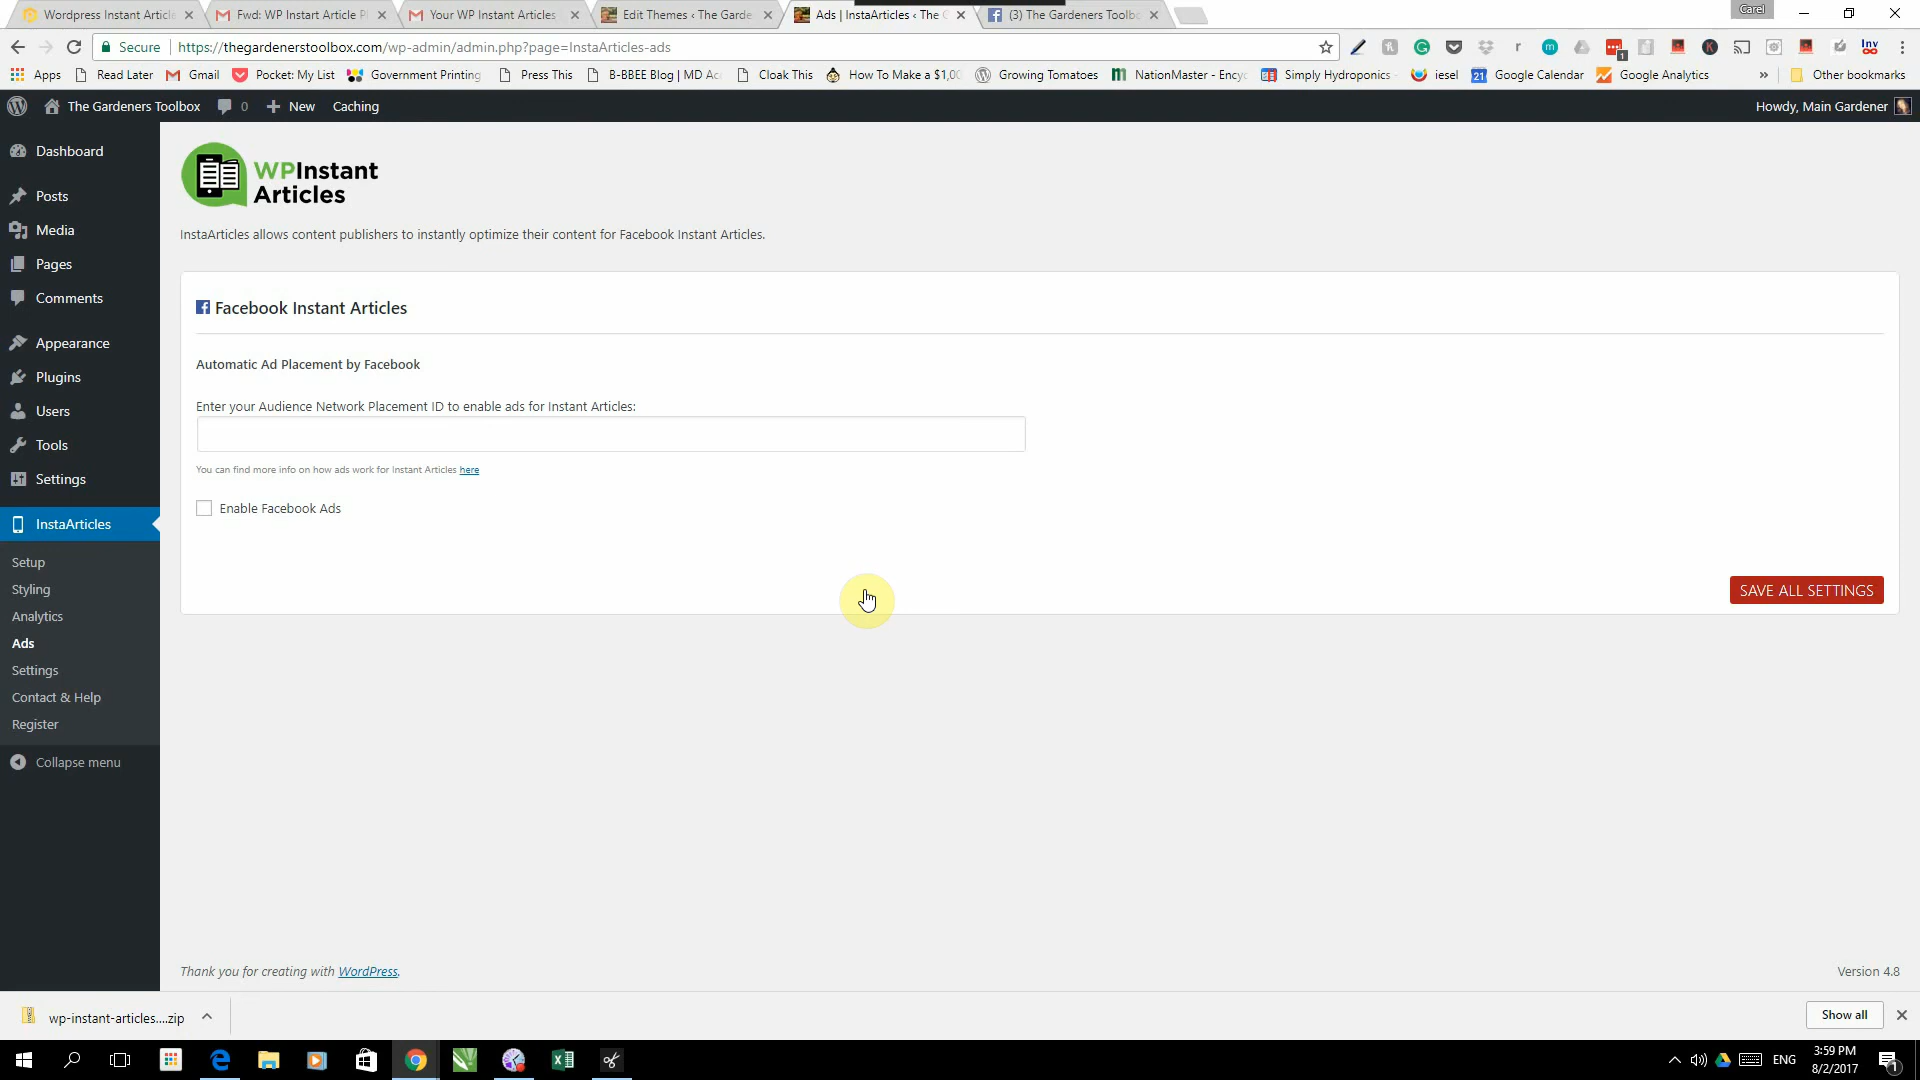 Wordpress Instant Article
Fwd: WP Instart Article Pl
Your WP Instant Articles
Edit Themes ‹ The Garde
Ads | InstaArticles ‹ The G
(3) The Gardeners Toolbo
Carel
Secure
https://thegardenerstoolbox.com/wp-admin/admin.php?page=InstaArticles-ads
Apps
Read Later
Gmail
Pocket: My List
Government Printing
Press This
B-BBEE Blog | MD Ac
Cloak This
How To Make a $1,00
Growing Tomatoes
NationMaster - Ency
Simply Hydroponics
iesel
Google Calendar
Google Analytics
»
Other bookmarks
The Gardeners Toolbox
0
New
Caching
Howdy, Main Gardener
Dashboard
Posts
Media
Pages
Comments
Appearance
Plugins
Users
Tools
Settings
InstaArticles
Setup
Styling
Analytics
Ads
Settings
Contact & Help
Register
Collapse menu
WPInstant
Articles
InstaArticles allows content publishers to instantly optimize their content for Facebook Instant Articles.
Facebook Instant Articles
Automatic Ad Placement by Facebook
Enter your Audience Network Placement ID to enable ads for Instant Articles:
You can find more info on how ads work for Instant Articles here
Enable Facebook Ads
SAVE ALL SETTINGS
Thank you for creating with WordPress.
Version 4.8
wp-instant-articles....zip
Show all
ENG
3:59 PM
8/2/2017
1